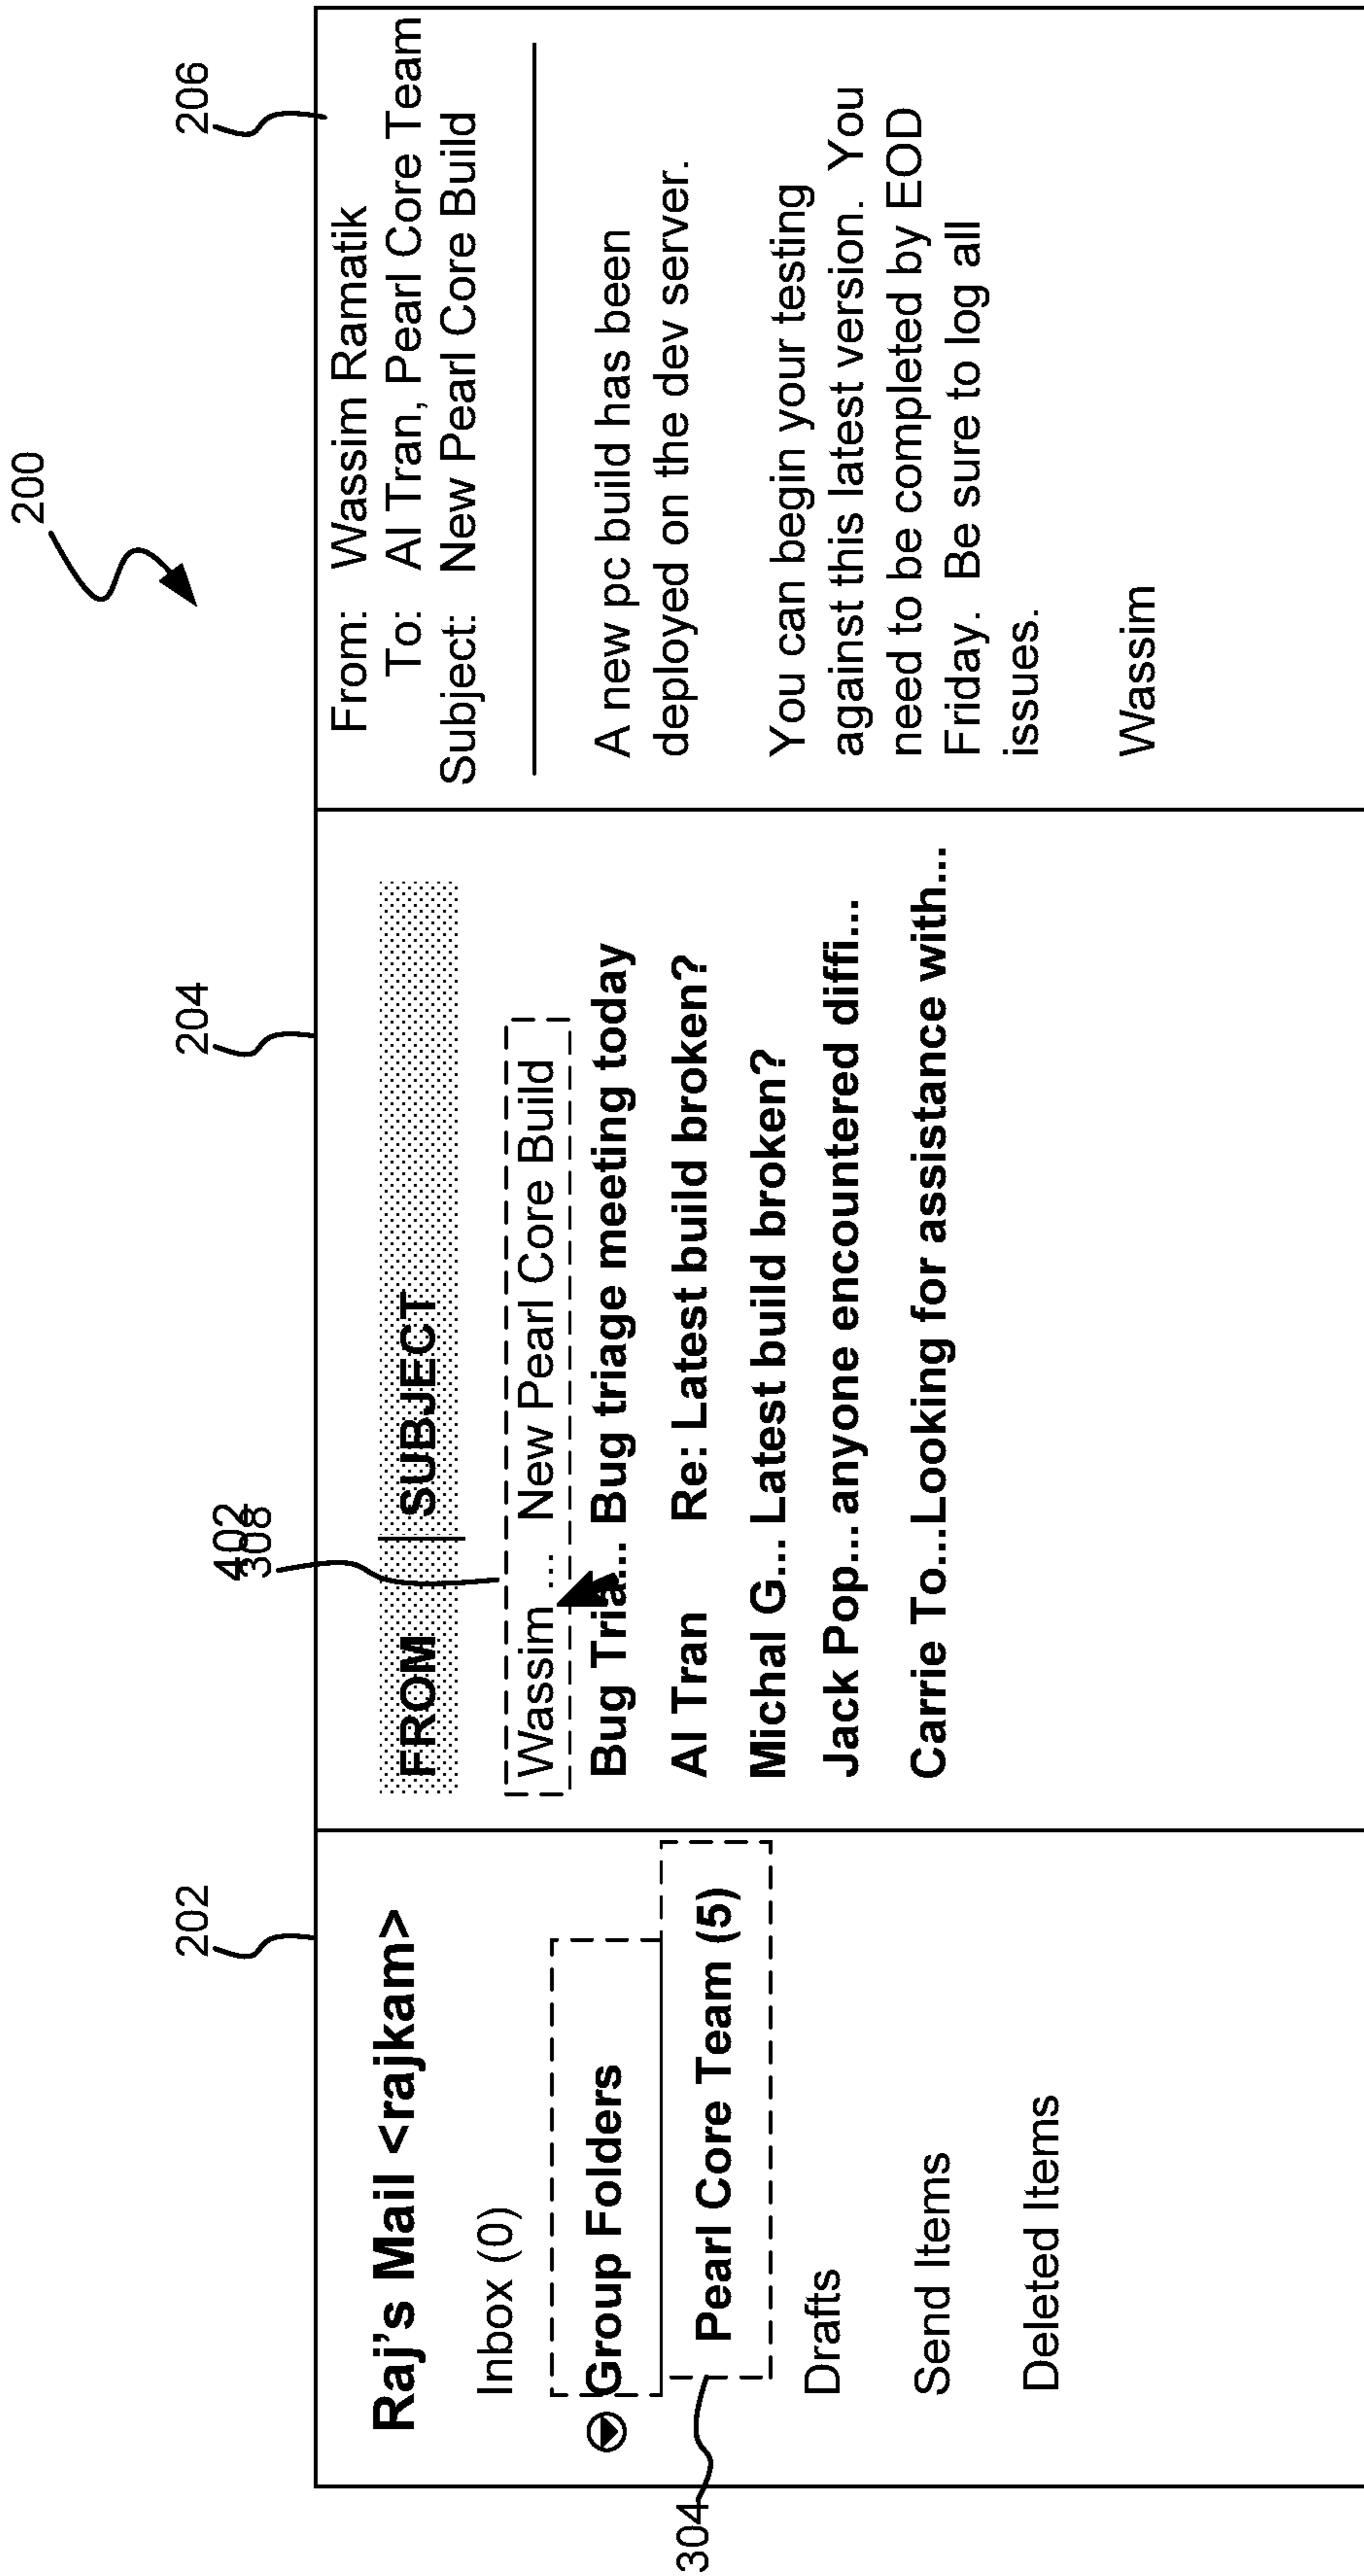 200
202
204
206
Raj's Mail <rajkam>
Inbox (0)
Group Folders
304
Pearl Core Team (5)
Drafts
Send Items
Deleted Items
402
308
FROM SUBJECT
Wassim ... New Pearl Core Build
Bug Tria... Bug triage meeting today
Al Tran Re: Latest build broken?
Michal G... Latest build broken?
Jack Pop... anyone encountered diffi...
Carrie To...Looking for assistance with...
From: Wassim Ramatik
To: Al Tran, Pearl Core Team
Subject: New Pearl Core Build
A new pc build has been
deployed on the dev server.
You can begin your testing
against this latest version. You
need to be completed by EOD
Friday. Be sure to log all
issues.
Wassim